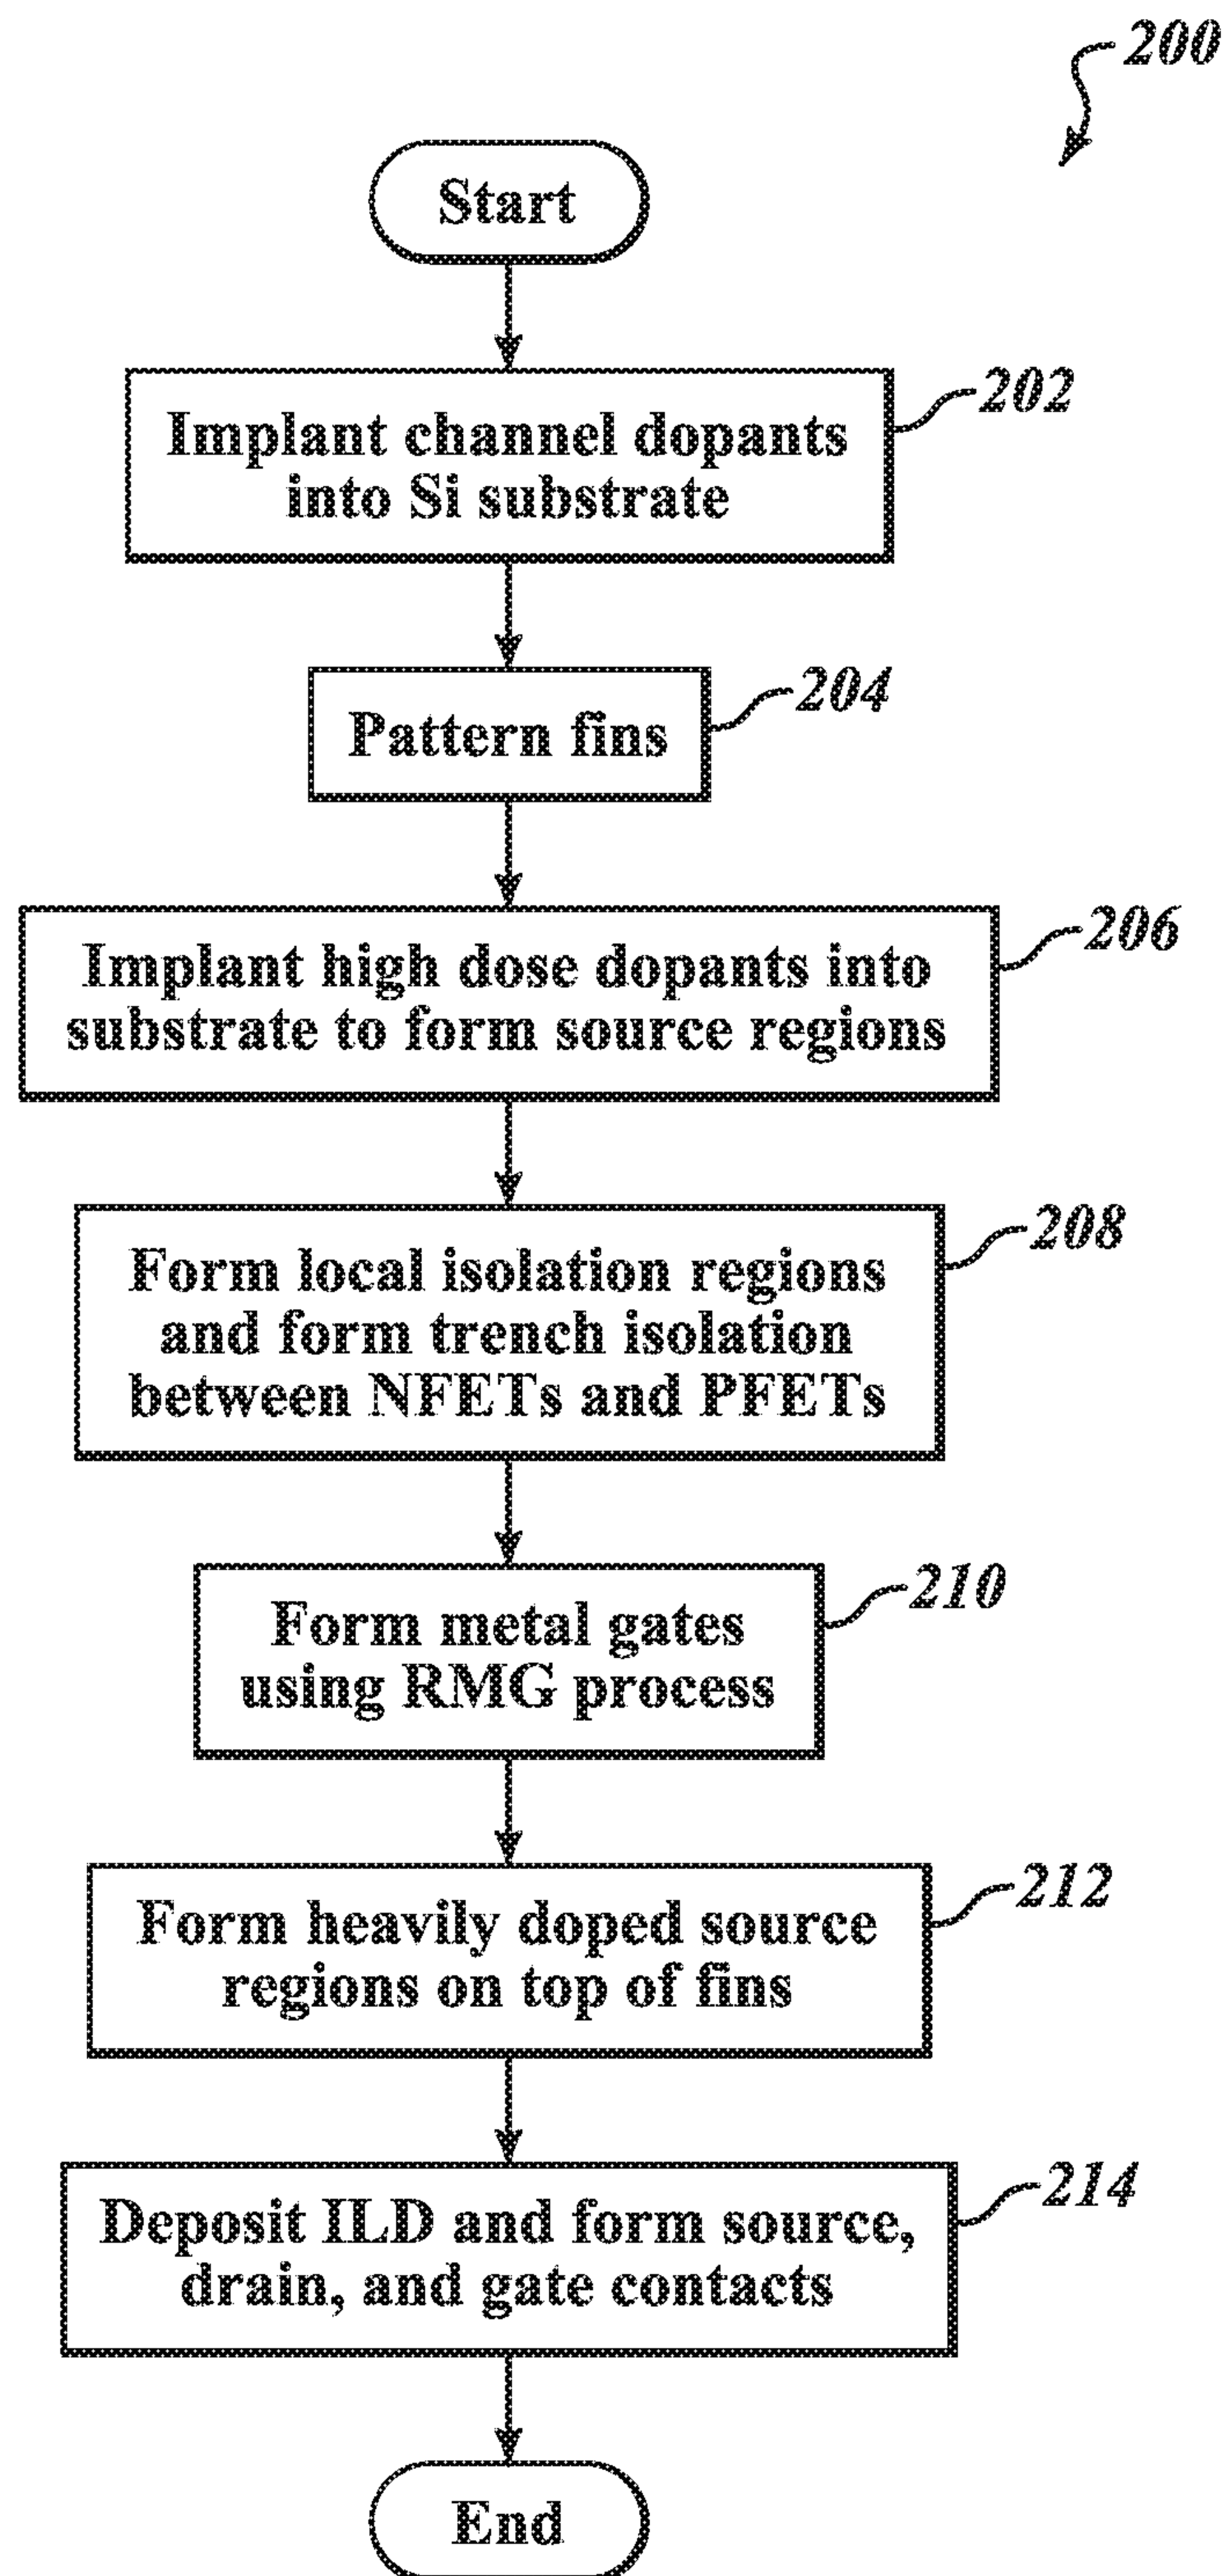 200
Start
Implant channel dopants
into Si substrate
202
Pattern fins
204
Implant high dose dopants into
substrate to form source regions
206
Form local isolation regions
and form trench isolation
between NFETs and PFETs
208
Form metal gates
using RMG process
210
Form heavily doped source
regions on top of fins
212
Deposit ILD and form source,
drain, and gate contacts
214
End